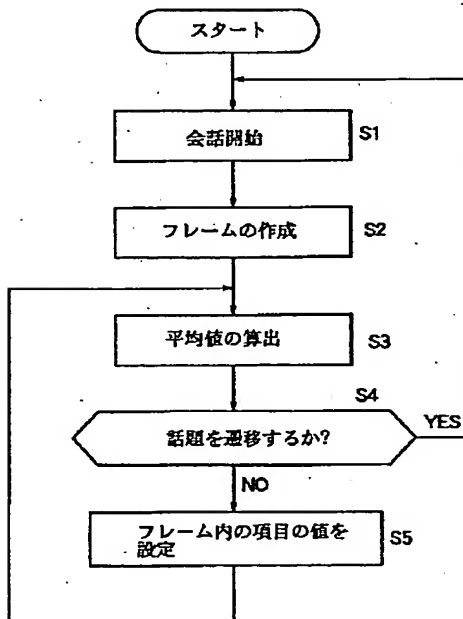 スタート
会話開始
S1
フレームの作成
S2
平均値の算出
S3
S4
話題を遷移するか?
YES
NO
フレーム内の項目の値を
設定
S5